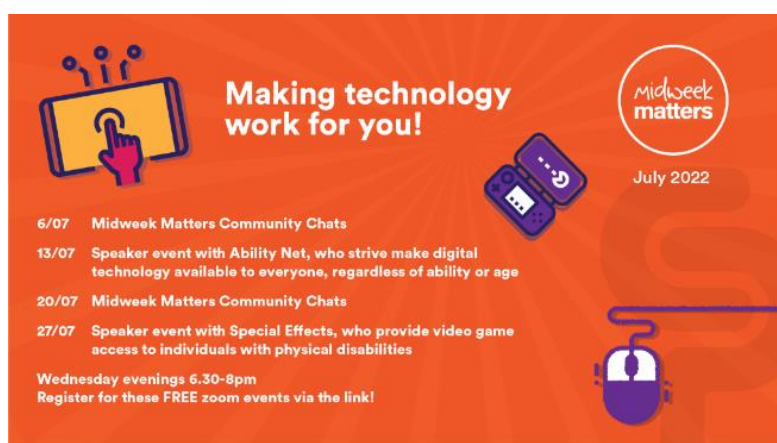 Making technology
work for you!
midweek
matters
July 2022
6/07 Midweek Matters Community Chats
13/07 Speaker event with Ability Net, who strive make digital
technology available to everyone, regardless of ability or age
20/07 Midweek Matters Community Chats
27/07 Speaker event with Special Effects, who provide video game
access to individuals with physical disabilities
Wednesday evenings 6.30-8pm
Register for these FREE zoom events via the link!